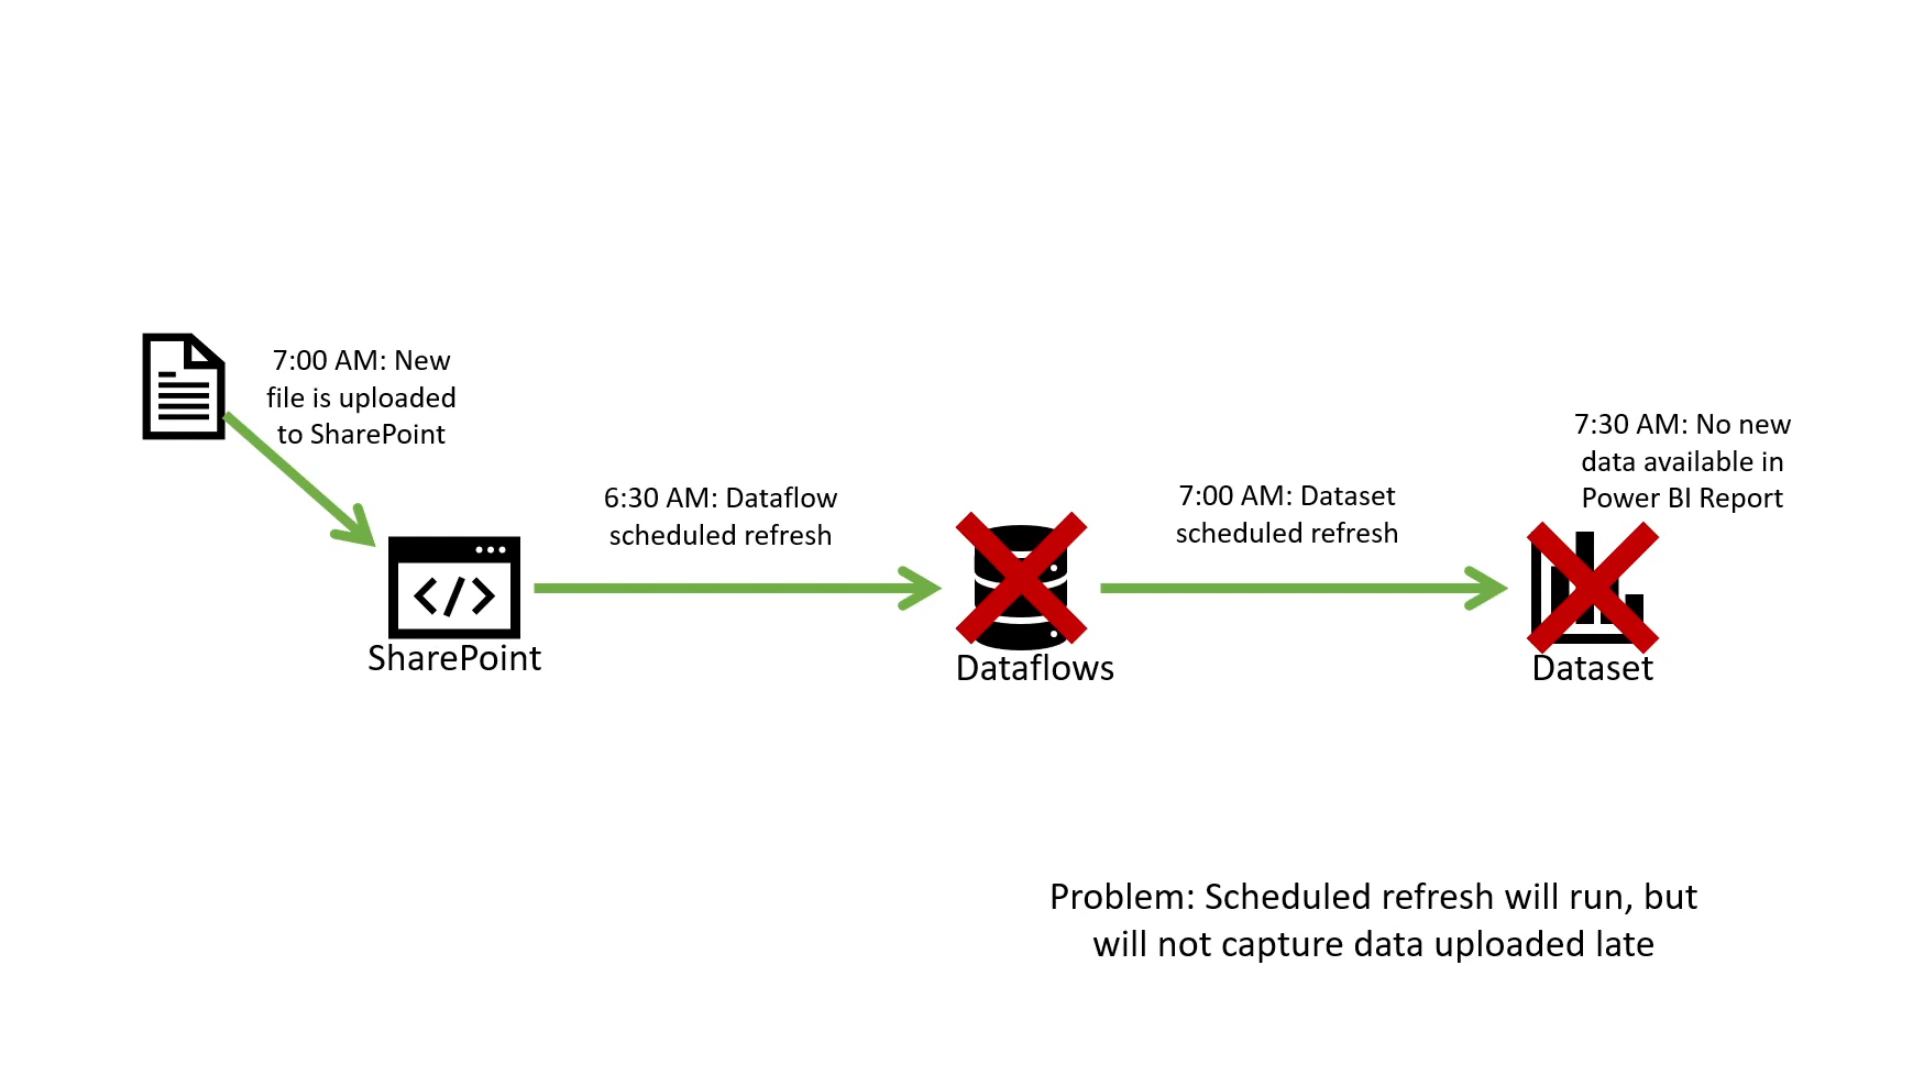 7:00 AM: New
file is uploaded
to SharePoint
SharePoint
6:30 AM: Dataflow
scheduled refresh
Dataflows
7:00 AM: Dataset
scheduled refresh
7:30 AM: No new
data available in
Power BI Report
Dataset
Problem: Scheduled refresh will run, but
will not capture data uploaded late